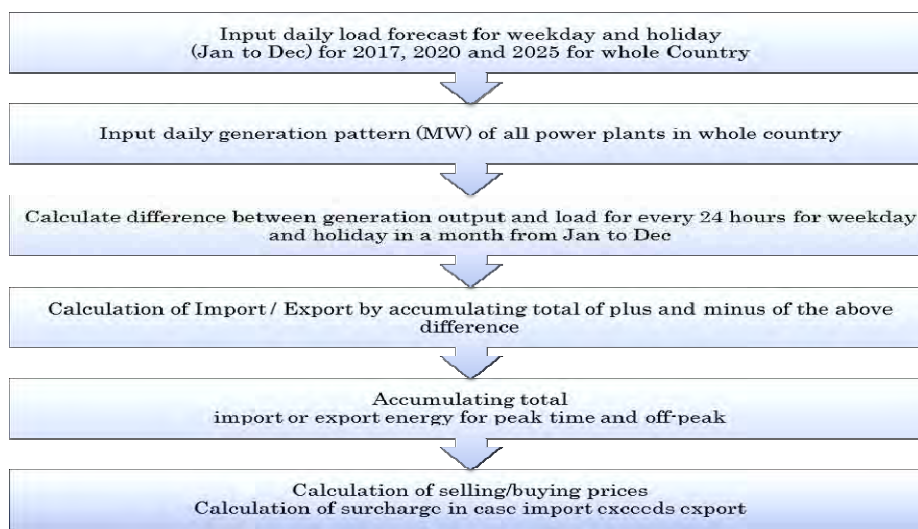 Input daily load forecast for weekday and holiday
(Jan to Dec) for 2017, 2020 and 2025 for whole Country
Input daily generation pattern (MW) of all power plants in whole country
Calculate difference between generation output and load for every 24 hours for weekday
and holiday in a month from Jan to Dec
Calculation of Import / Export by accumulating total of plus and minus of the above
difference
Accumulating total
import or export energy for peak time and off-peak
Calculation of selling/buying prices
Calculation of surcharge in case import exceeds export